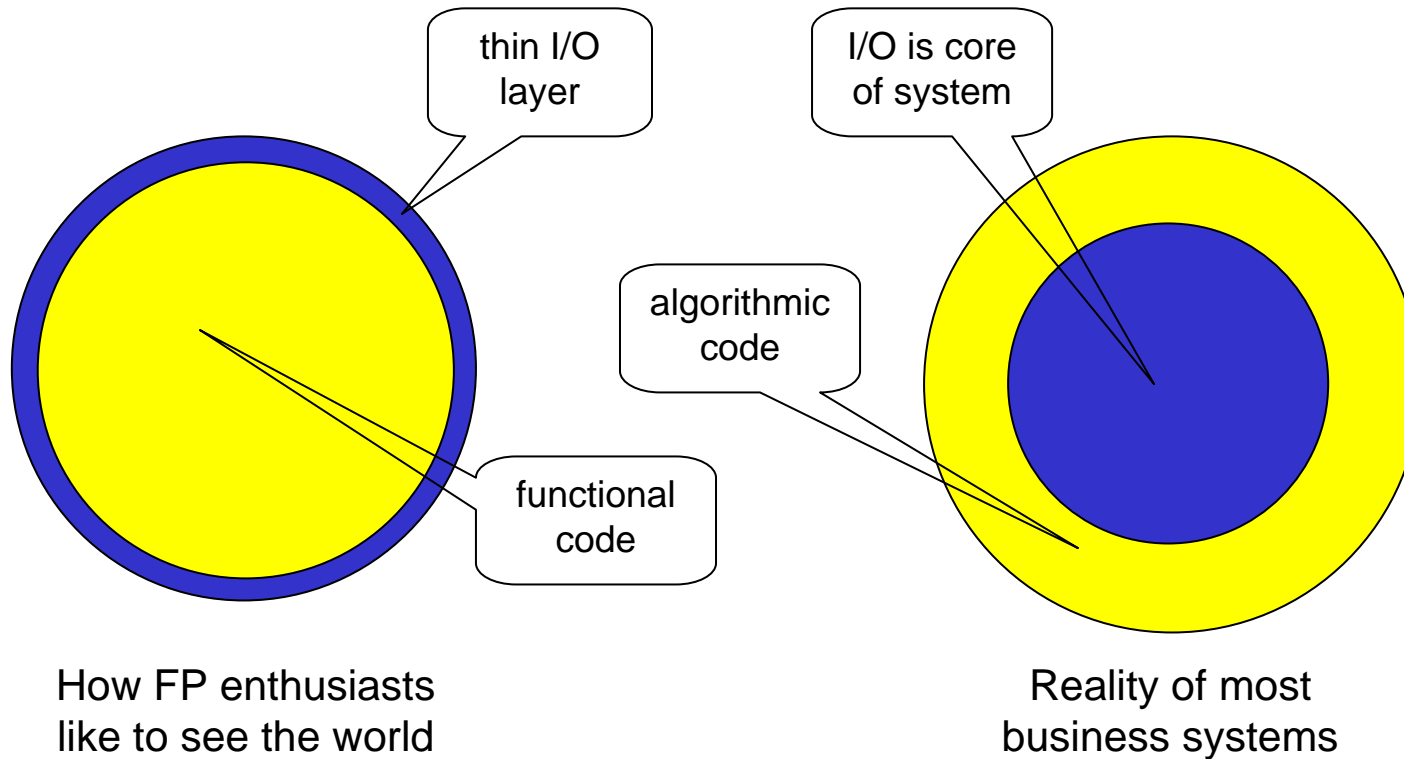 thin I/O
layer
I/O is core
of system
algorithmic
code
functional
code
How FP enthusiasts
like to see the world
Reality of most
business systems